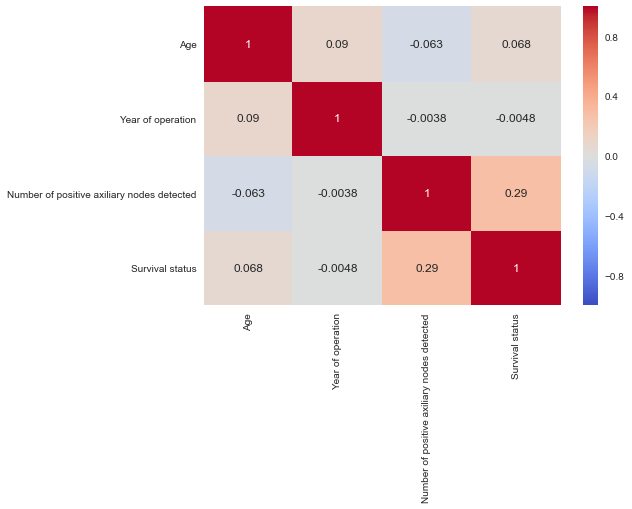 Age 1 0.09 -0.063 0.068
Year of operation 0.09 1 -0.0038 -0.0048
Number of positive axiliary nodes detected -0.063 -0.0038 1 0.29
Survival status 0.068 -0.0048 0.29 1
Age
Year of operation
Number of positive axiliary nodes detected
Survival status
0.8
0.4
0.0
−0.4
−0.8